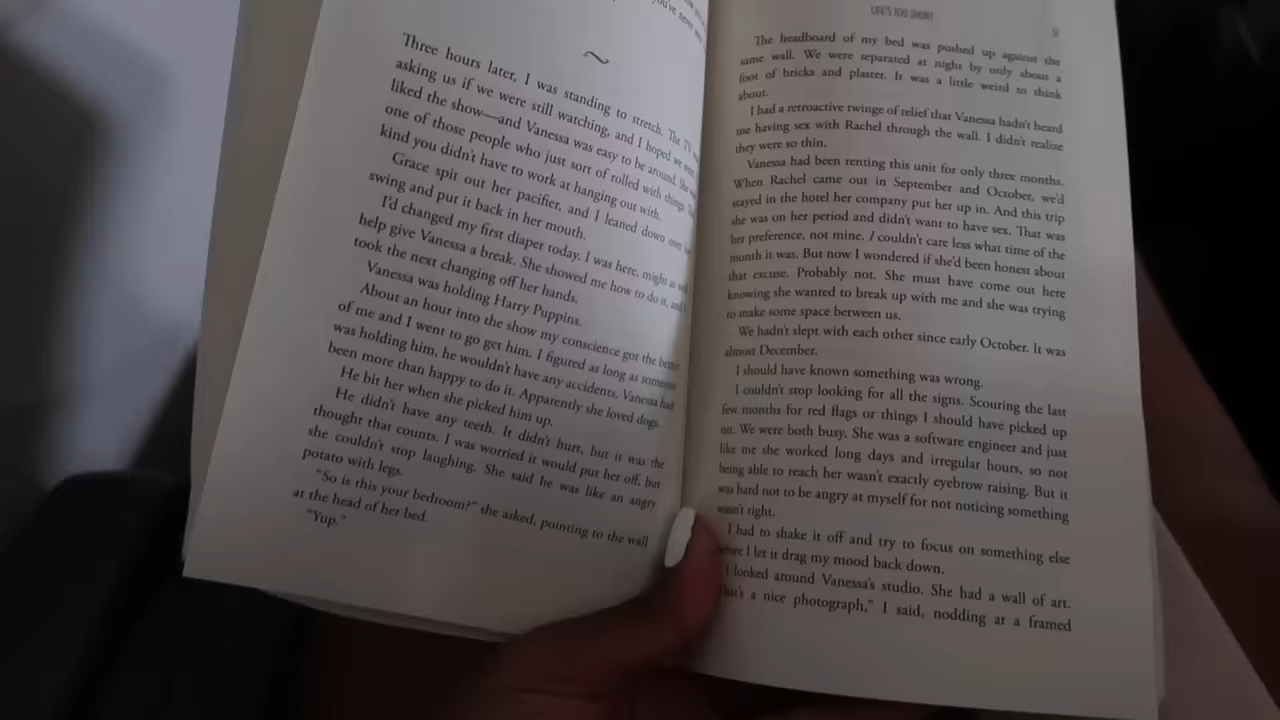 you've never
Three hours later, I was standing to stretch. The TV was
asking us if we were still watching, and I hoped we were. I
liked the show—and Vanessa was easy to be around. She was
one of those people who just sort of rolled with things. The
kind you didn't have to work at hanging out with.
Grace spit out her pacifier, and I leaned down over her
swing and put it back in her mouth.
I'd changed my first diaper today. I was here, might as well
help give Vanessa a break. She showed me how to do it, and I
took the next changing off her hands.
Vanessa was holding Harry Puppins.
About an hour into the show my conscience got the better
of me and I went to go get him. I figured as long as someone
was holding him, he wouldn't have any accidents. Vanessa had
been more than happy to do it. Apparently she loved dogs.
He bit her when she picked him up.
He didn't have any teeth. It didn't hurt, but it was the
thought that counts. I was worried it would put her off, but
she couldn't stop laughing. She said he was like an angry
potato with legs.
"So is this your bedroom?" she asked, pointing to the wall
at the head of her bed.
"Yup."
LIFE'S TOO SHORT
The headboard of my bed was pushed up against the
same wall. We were separated at night by only about a
foot of bricks and plaster. It was a little weird to think
about.
I had a retroactive twinge of relief that Vanessa hadn't heard
me having sex with Rachel through the wall. I didn't realize
they were so thin.
Vanessa had been renting this unit for only three months.
When Rachel came out in September and October, we'd
stayed in the hotel her company put her up in. And this trip
she was on her period and didn't want to have sex. That was
her preference, not mine. I couldn't care less what time of the
month it was. But now I wondered if she'd been honest about
that excuse. Probably not. She must have come out here
knowing she wanted to break up with me and she was trying
to make some space between us.
We hadn't slept with each other since early October. It was
almost December.
I should have known something was wrong.
I couldn't stop looking for all the signs. Scouring the last
few months for red flags or things I should have picked up
on. We were both busy. She was a software engineer and just
like me she worked long days and irregular hours, so not
being able to reach her wasn't exactly eyebrow raising. But it
was hard not to be angry at myself for not noticing something
wasn't right.
I had to shake it off and try to focus on something else
before I let it drag my mood back down.
I looked around Vanessa's studio. She had a wall of art.
"That's a nice photograph," I said, nodding at a framed